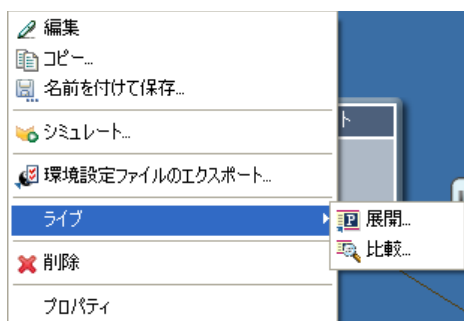 編集
コピー...
名前を付けて保存...
シミュレート...
ト
環境設定ファイルのエクスポート...
ライブ
展開...
比較...
削除
プロパティ